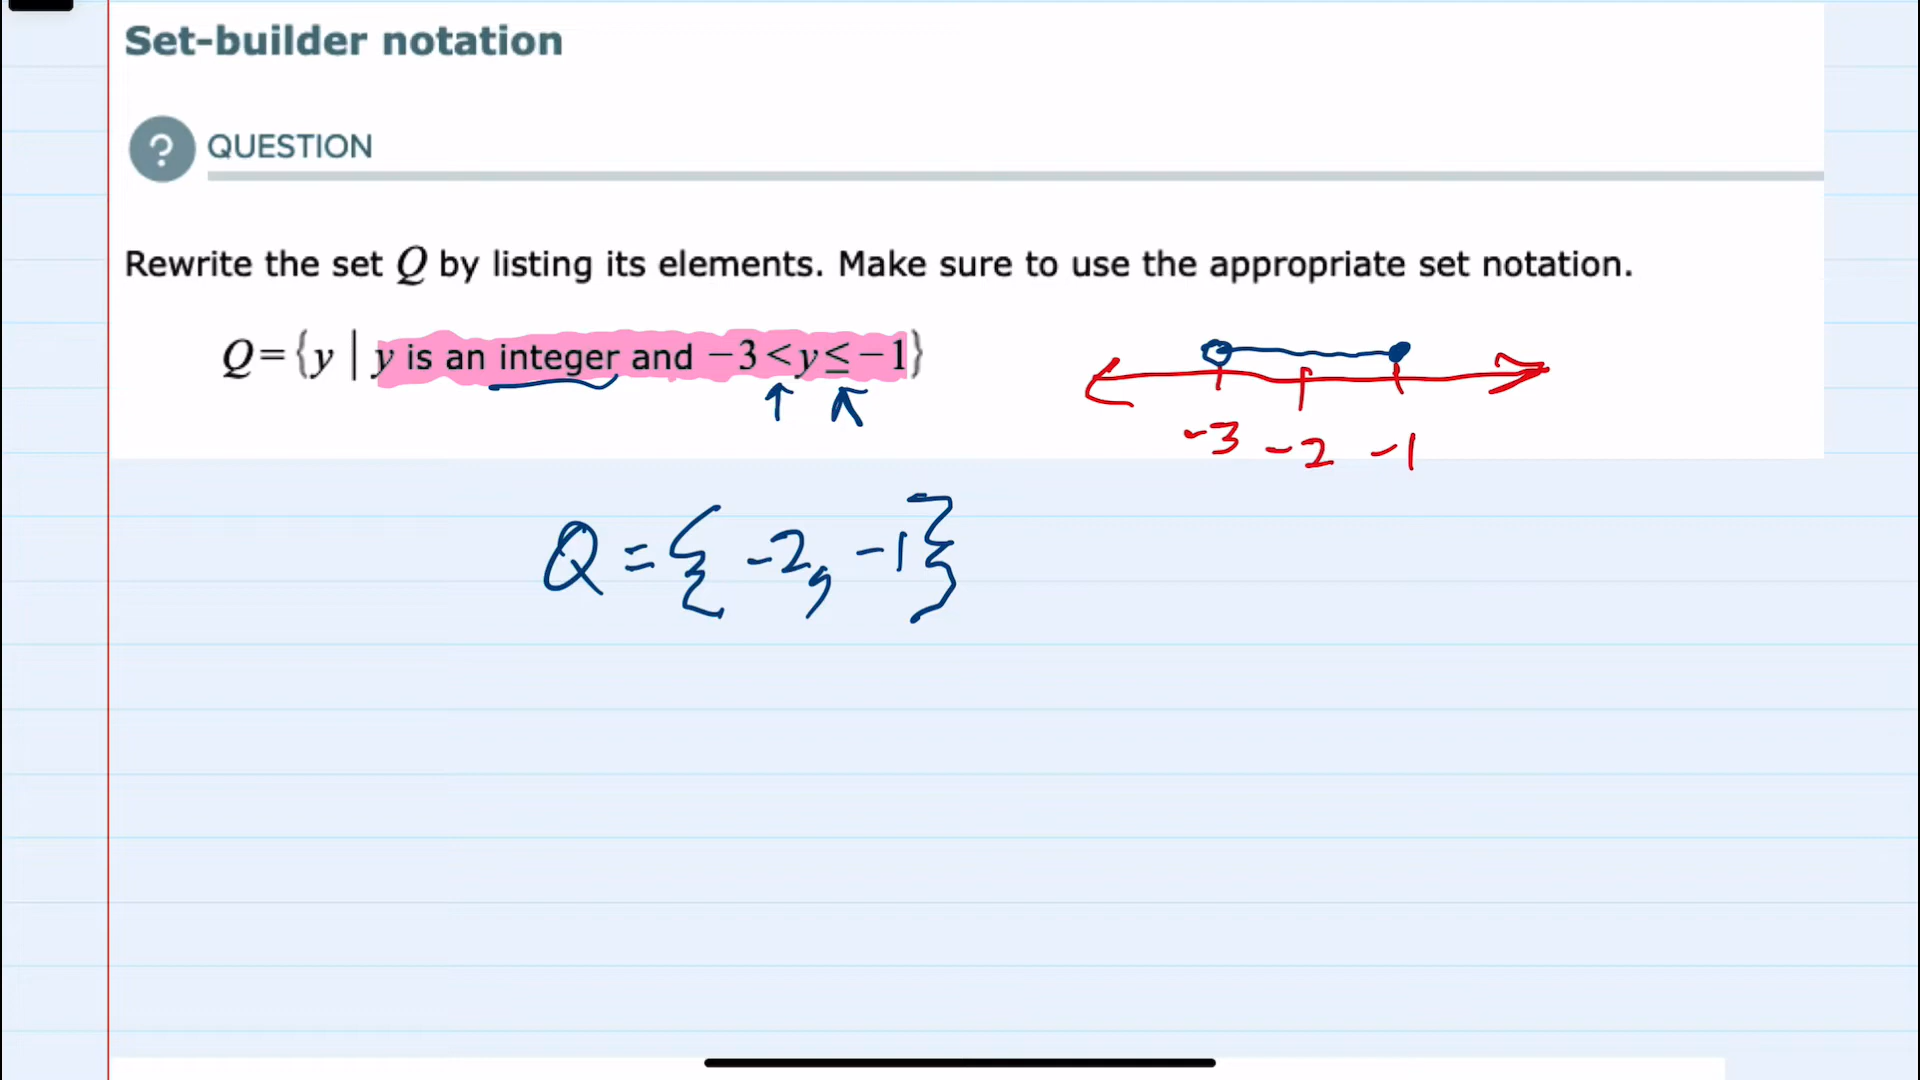 Set-builder notation
? QUESTION
Rewrite the set Q by listing its elements. Make sure to use the appropriate set notation.
Q={y | y is an integer and −3<y≤−1}
-3 -2 -1
Q = { -2, -1 }